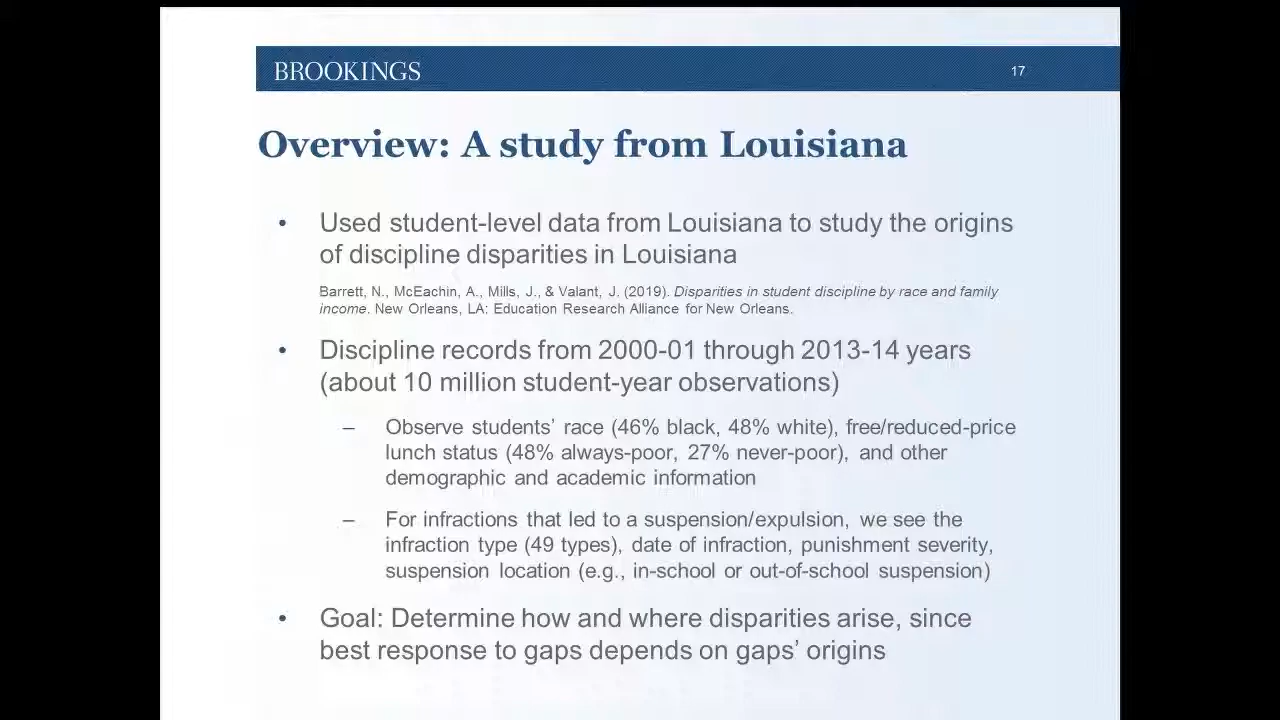 BROOKINGS
17
Overview: A study from Louisiana
• Used student-level data from Louisiana to study the origins
of discipline disparities in Louisiana
Barrett, N., McEachin, A., Mills, J., & Valant, J. (2019). Disparities in student discipline by race and family
income. New Orleans, LA: Education Research Alliance for New Orleans.
• Discipline records from 2000-01 through 2013-14 years
(about 10 million student-year observations)
– Observe students’ race (46% black, 48% white), free/reduced-price
lunch status (48% always-poor, 27% never-poor), and other
demographic and academic information
– For infractions that led to a suspension/expulsion, we see the
infraction type (49 types), date of infraction, punishment severity,
suspension location (e.g., in-school or out-of-school suspension)
• Goal: Determine how and where disparities arise, since
best response to gaps depends on gaps’ origins